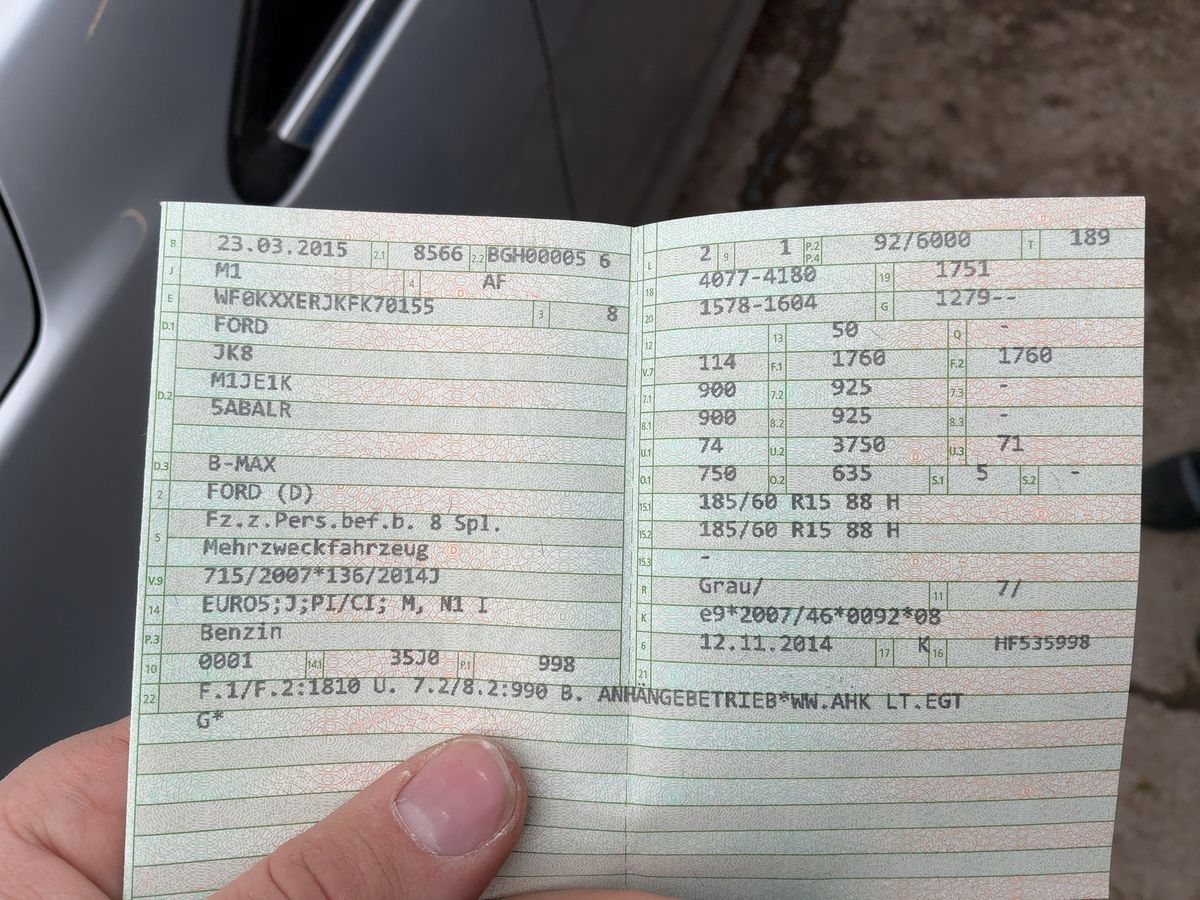 B 23.03.2015 2.1 8566 2.2 BGH00005 6
J M1 4 AF
E WF0KXXERJKFK70155 3 8
D.1 FORD
JK8
D.2 M1JE1K
5ABALR
D.3 B-MAX
2 FORD (D)
5 Fz.z.Pers.bef.b. 8 Spl.
Mehrzweckfahrzeug
V.9 715/2007*136/2014J
14 EURO5;J;PI/CI; M, N1 I
P.3 Benzin
10 0001 14.1 35J0 P.1 998
22 F.1/F.2:1810 U. 7.2/8.2:990 B. ANHÄNGEBETRIEB*WW.AHK LT.EGT
G*
L 2 9 1 P.2 P.4 92/6000 T 189
18 4077-4180 19 1751
20 1578-1604 G 1279--
12 13 50 Q -
V.7 114 F.1 1760 F.2 1760
7.1 900 7.2 925 7.3 -
8.1 900 8.2 925 8.3 -
U.1 74 U.2 3750 U.3 71
O.1 750 O.2 635 S.1 5 S.2 -
15.1 185/60 R15 88 H
15.2 185/60 R15 88 H
15.3 -
R Grau/ 11 7/
K e9*2007/46*0092*08
6 12.11.2014 17 K 16 HF535998
21